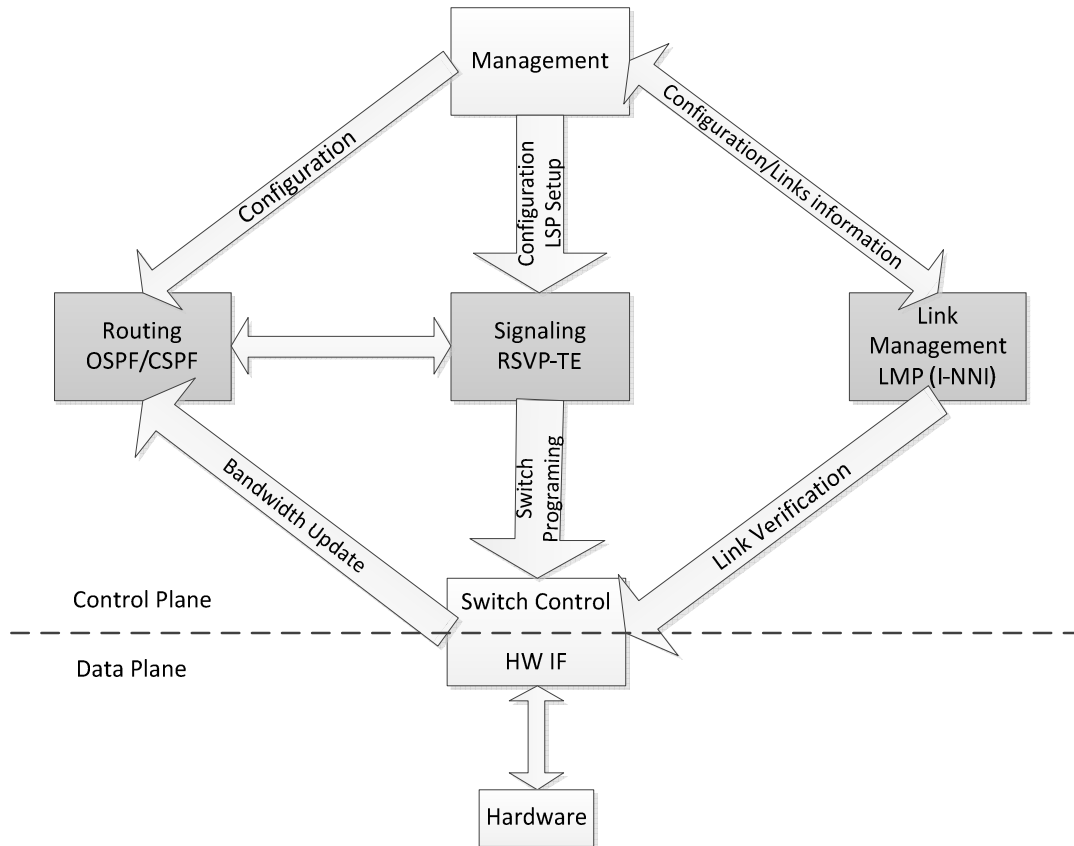 Management
Configuration
Configuration
LSP Setup
Configuration/Links information
Routing
OSPF/CSPF
Signaling
RSVP-TE
Link
Management
LMP (I-NNI)
Bandwidth Update
Switch
Programing
Link Verification
Control Plane
Switch Control
Data Plane
HW IF
Hardware